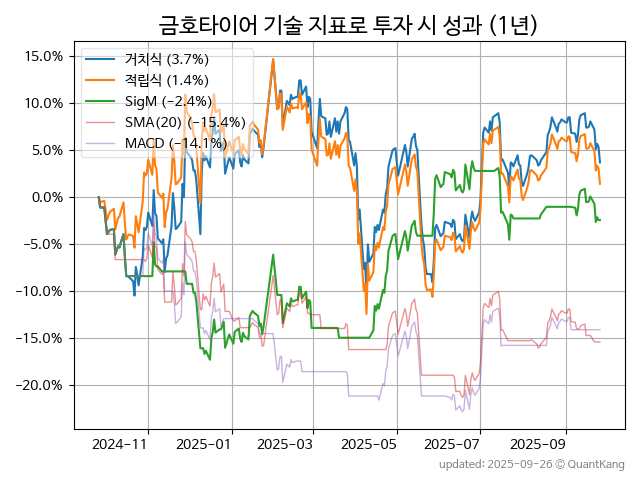 금호타이어 기술 지표로 투자 시 성과 (1년)
거치식 (3.7%)
적립식 (1.4%)
SigM (−2.4%)
SMA(20) (−15.4%)
MACD (−14.1%)
15.0%
10.0%
5.0%
0.0%
−5.0%
−10.0%
−15.0%
−20.0%
2024-11 2025-01 2025-03 2025-05 2025-07 2025-09
updated: 2025-09-26 © QuantKang